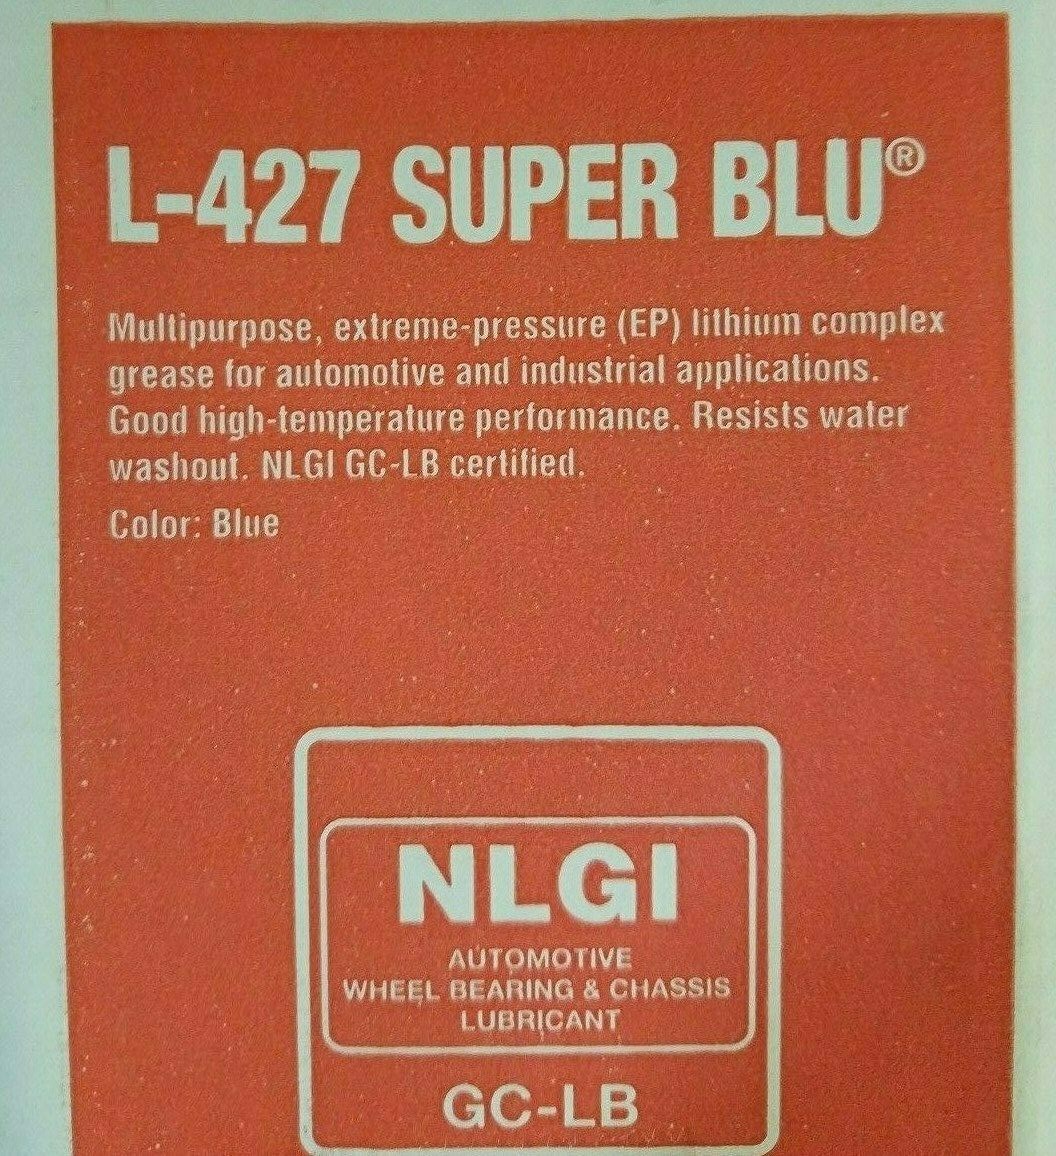 L-427 SUPER BLU®
Multipurpose, extreme-pressure (EP) lithium complex
grease for automotive and industrial applications.
Good high-temperature performance. Resists water
washout. NLGI GC-LB certified.
Color: Blue
NLGI
AUTOMOTIVE
WHEEL BEARING & CHASSIS
LUBRICANT
GC-LB